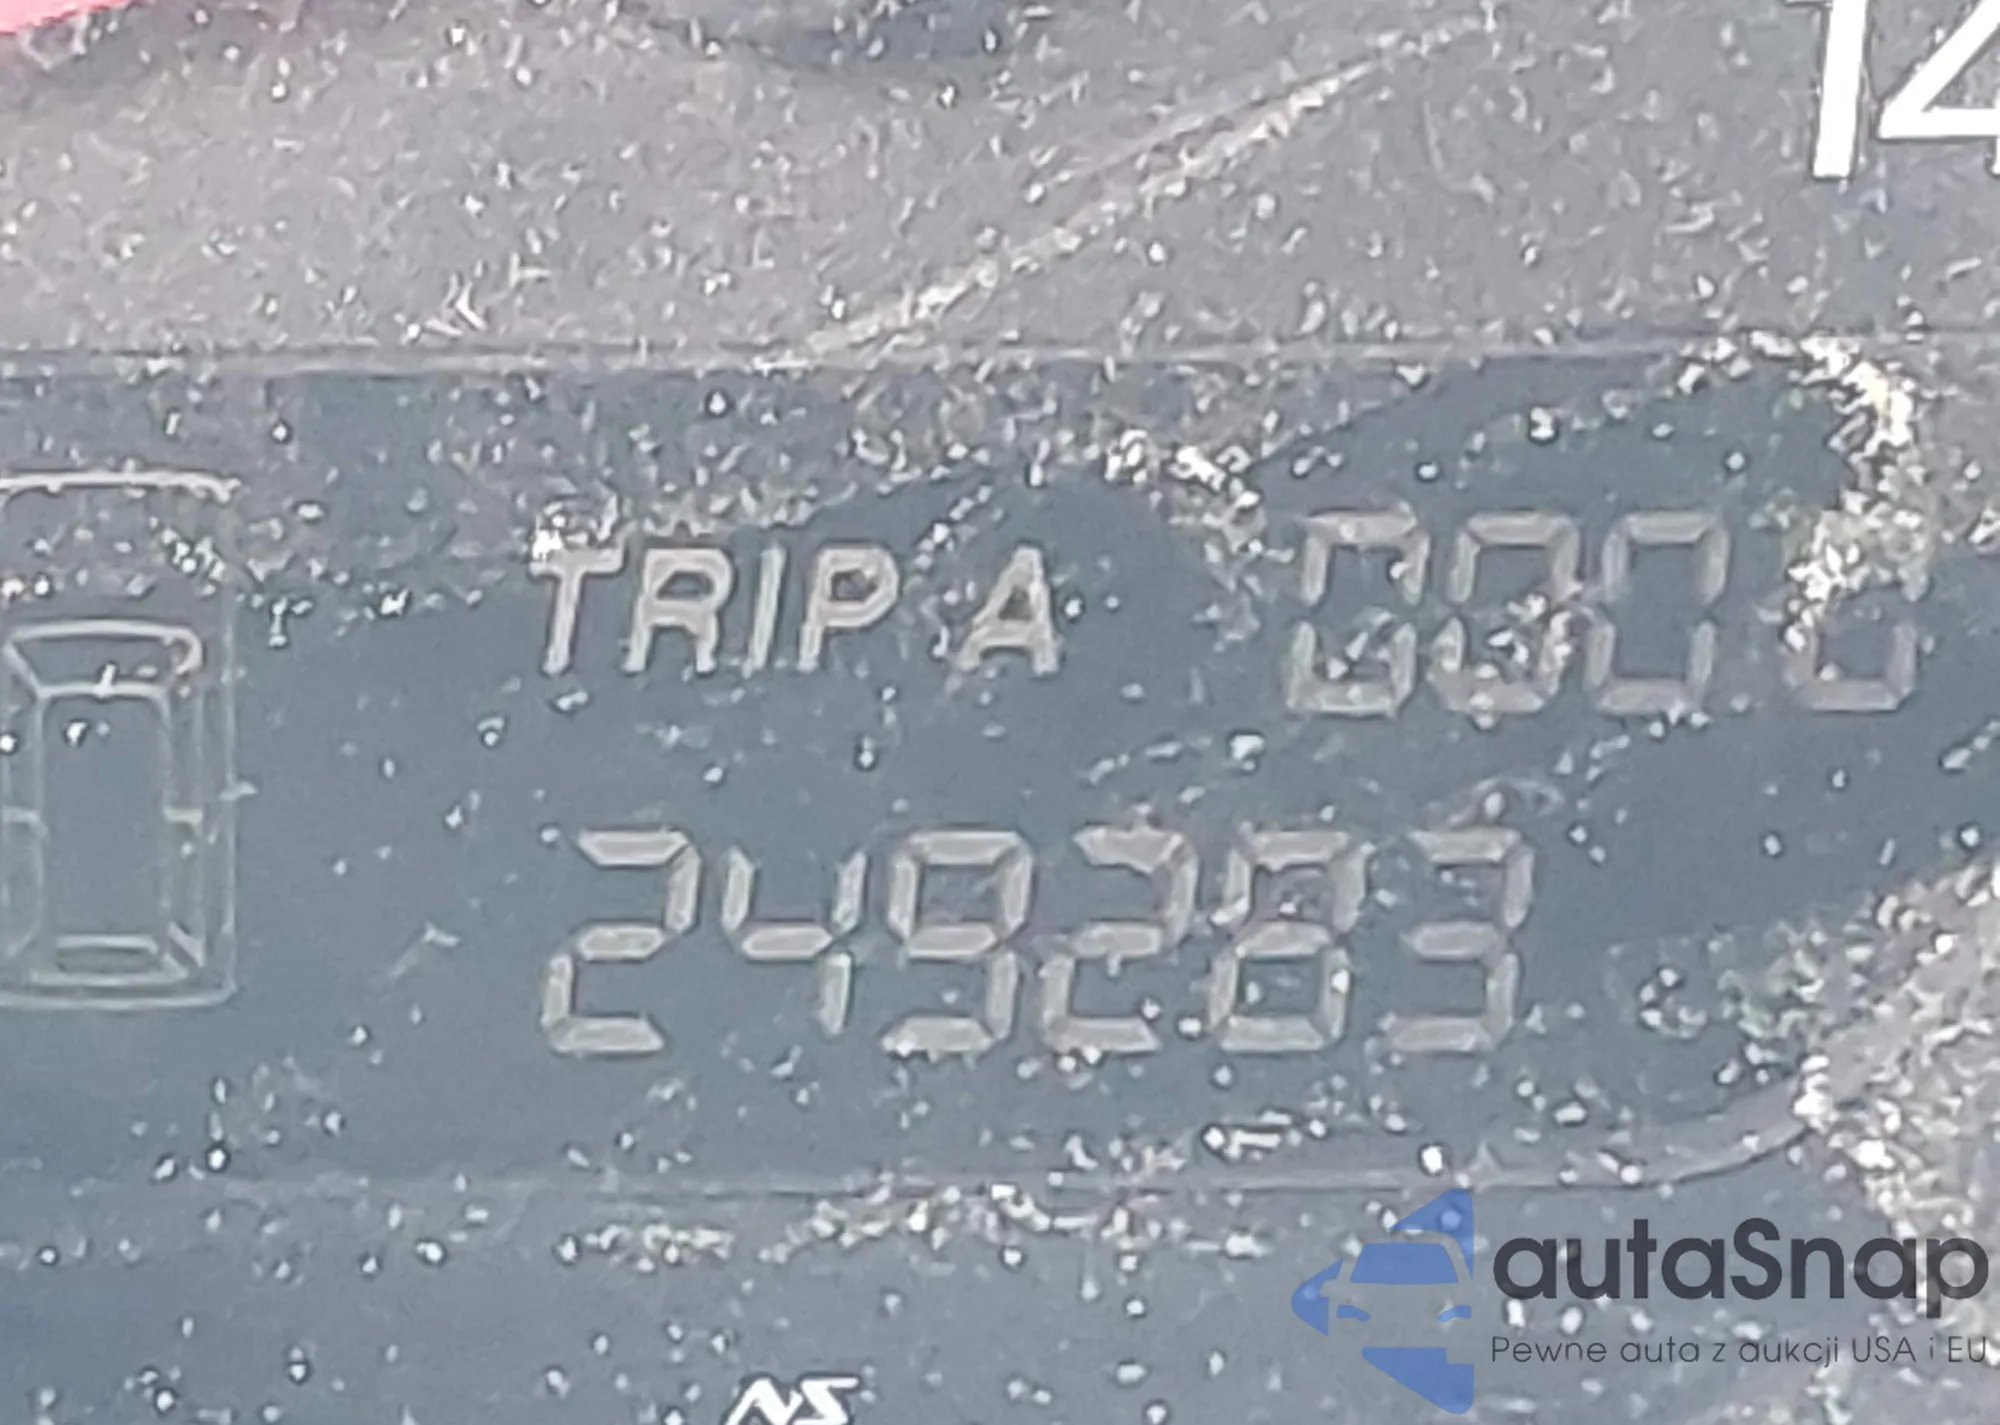 14
TRIP A
249283
autaSnap
Pewne auta z aukcji USA i EU